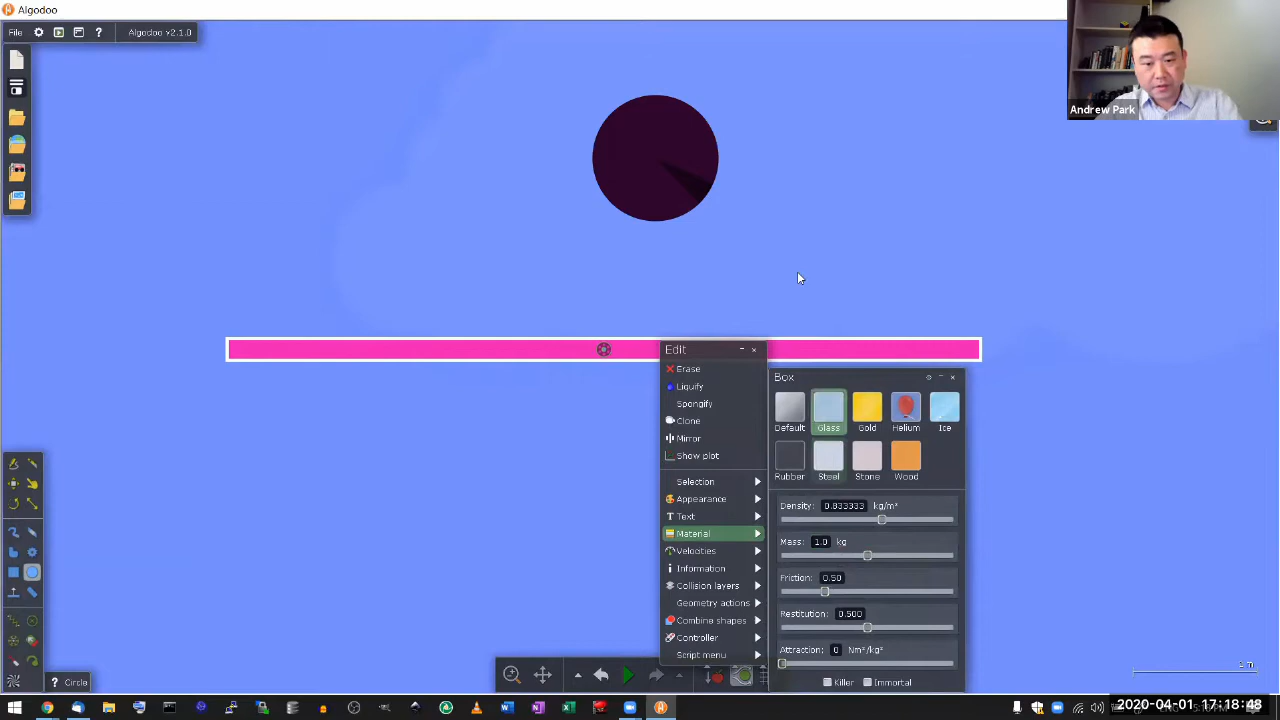 Algodoo
File
?
Algodoo v2.1.0
Andrew Park
Edit
Erase
Liquify
Spongify
Clone
Mirror
Show plot
Selection
Appearance
Text
Material
Velocities
Information
Collision layers
Geometry actions
Combine shapes
Controller
Script menu
Box
Default Glass Gold Helium Ice
Rubber Steel Stone Wood
Density: 0.833333 kg/m²
Mass: 1.0 kg
Friction: 0.50
Restitution: 0.500
Attraction: 0 Nm²/kg²
Killer Immortal
? Circle
1 m
2020-04-01 17:18:48